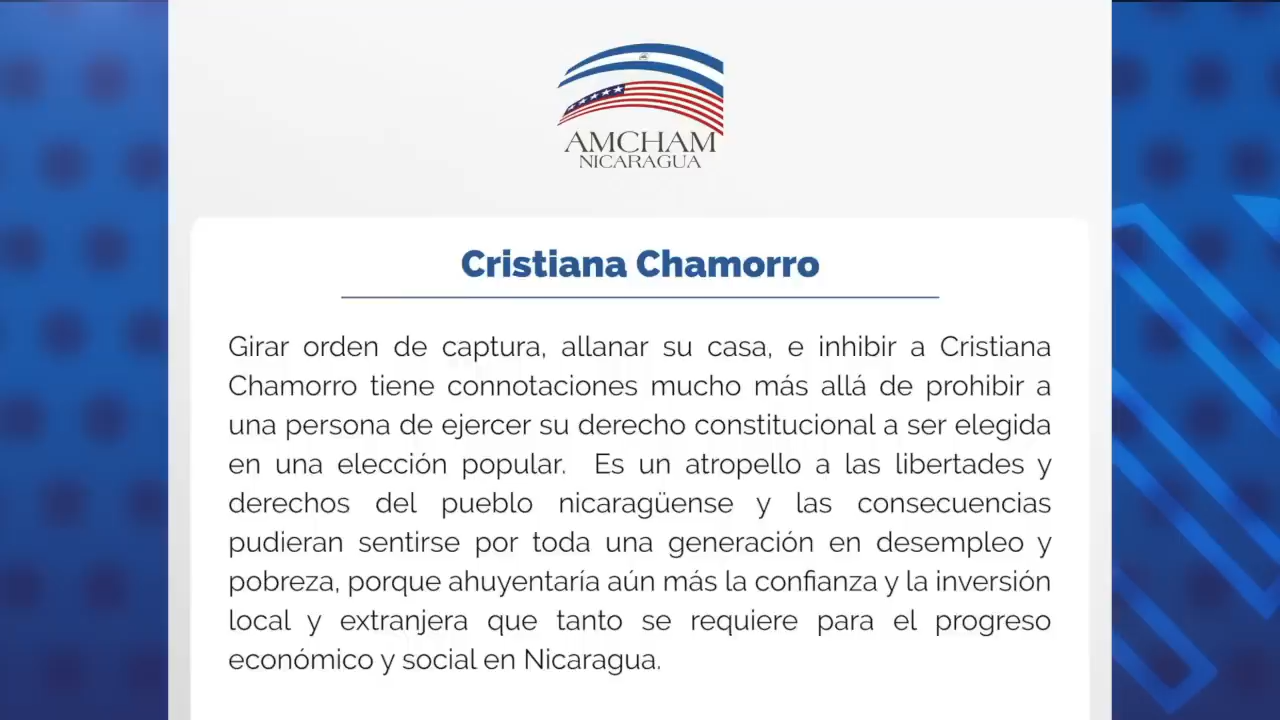 AMCHAM
NICARAGUA
Cristiana Chamorro
Girar orden de captura, allanar su casa, e inhibir a Cristiana
Chamorro tiene connotaciones mucho más allá de prohibir a
una persona de ejercer su derecho constitucional a ser elegida
en una elección popular. Es un atropello a las libertades y
derechos del pueblo nicaragüense y las consecuencias
pudieran sentirse por toda una generación en desempleo y
pobreza, porque ahuyentaría aún más la confianza y la inversión
local y extranjera que tanto se requiere para el progreso
económico y social en Nicaragua.